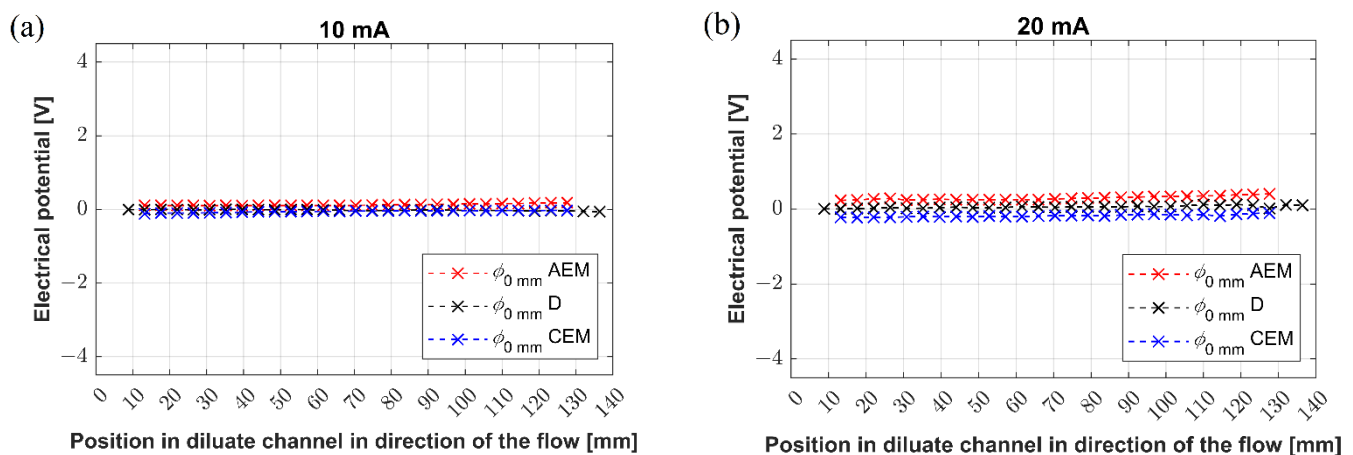 (a)
10 mA
Electrical potential [V]
4
2
0
−2
−4
ϕ0 mm AEM
ϕ0 mm D
ϕ0 mm CEM
0 10 20 30 40 50 60 70 80 90 100 110 120 130 140
Position in diluate channel in direction of the flow [mm]
(b)
20 mA
Electrical potential [V]
4
2
0
−2
−4
ϕ0 mm AEM
ϕ0 mm D
ϕ0 mm CEM
0 10 20 30 40 50 60 70 80 90 100 110 120 130 140
Position in diluate channel in direction of the flow [mm]